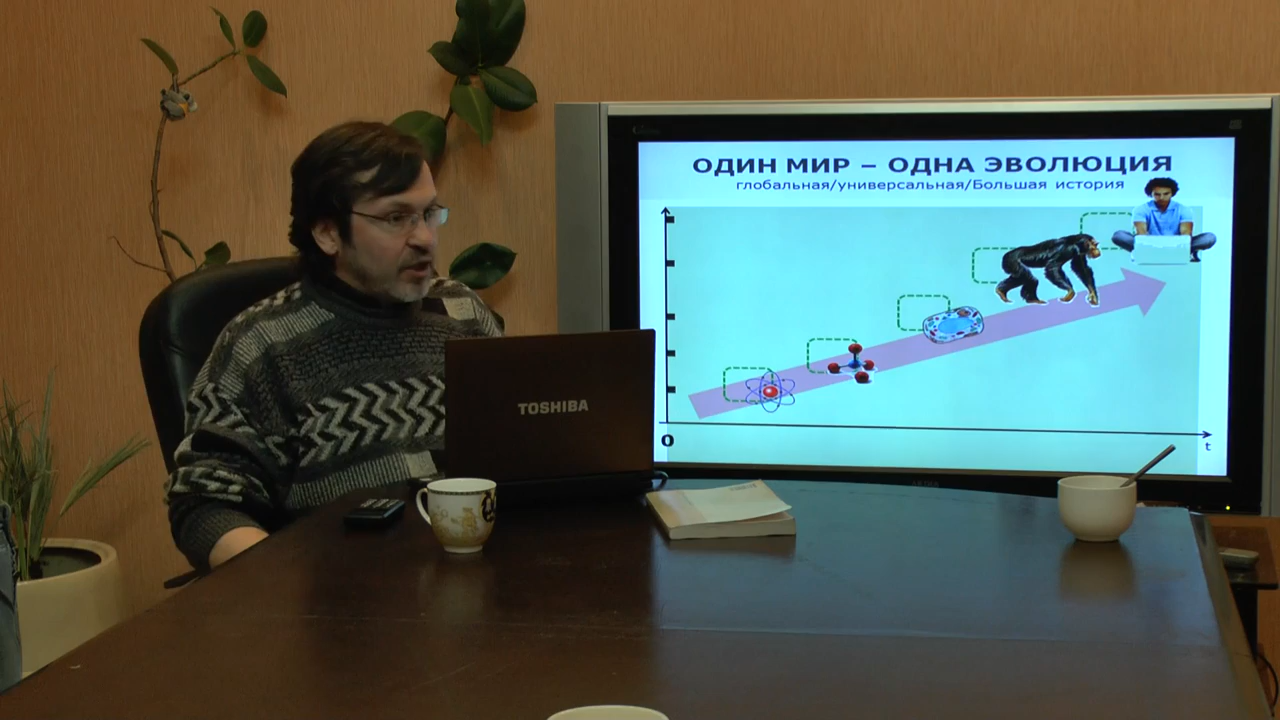 ОДИН МИР – ОДНА ЭВОЛЮЦИЯ
глобальная/универсальная/Большая история
0
t
TOSHIBA